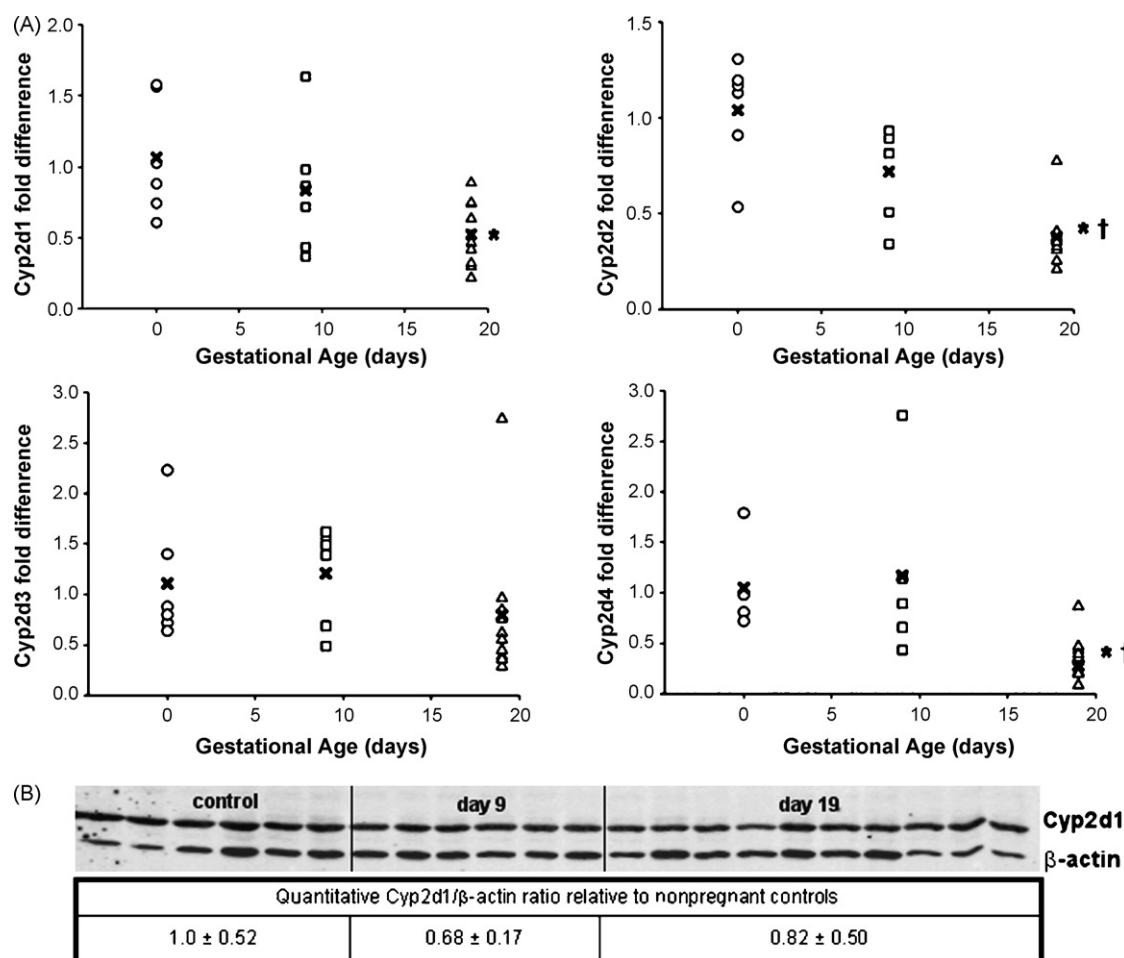 (A)
2.0
1.5
1.0
0.5
0.0
Cyp2d1 fold diffenrence
*
0 5 10 15 20
Gestational Age (days)
1.5
1.0
0.5
0.0
Cyp2d2 fold diffenrence
* †
0 5 10 15 20
Gestational Age (days)
3.0
2.5
2.0
1.5
1.0
0.5
0.0
Cyp2d3 fold diffenrence
0 5 10 15 20
Gestational Age (days)
3.0
2.5
2.0
1.5
1.0
0.5
0.0
Cyp2d4 fold diffenrence
* †
0 5 10 15 20
Gestational Age (days)
(B)
control day 9 day 19
Cyp2d1
β-actin
Quantitative Cyp2d1/β-actin ratio relative to nonpregnant controls
1.0 ± 0.52 0.68 ± 0.17 0.82 ± 0.50